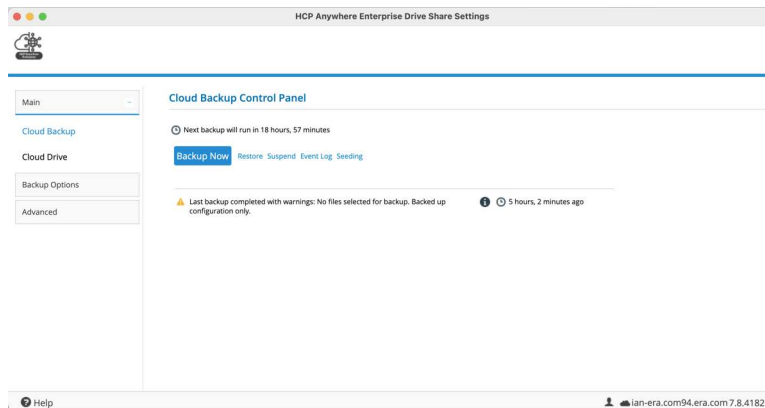 HCP Anywhere Enterprise Drive Share Settings
Main
Cloud Backup
Cloud Drive
Backup Options
Advanced
Cloud Backup Control Panel
Next backup will run in 18 hours, 57 minutes
Backup Now Restore Suspend Event Log Seeding
Last backup completed with warnings: No files selected for backup. Backed up
configuration only.
5 hours, 2 minutes ago
Help
ian-era.com94.era.com 7.8.4182